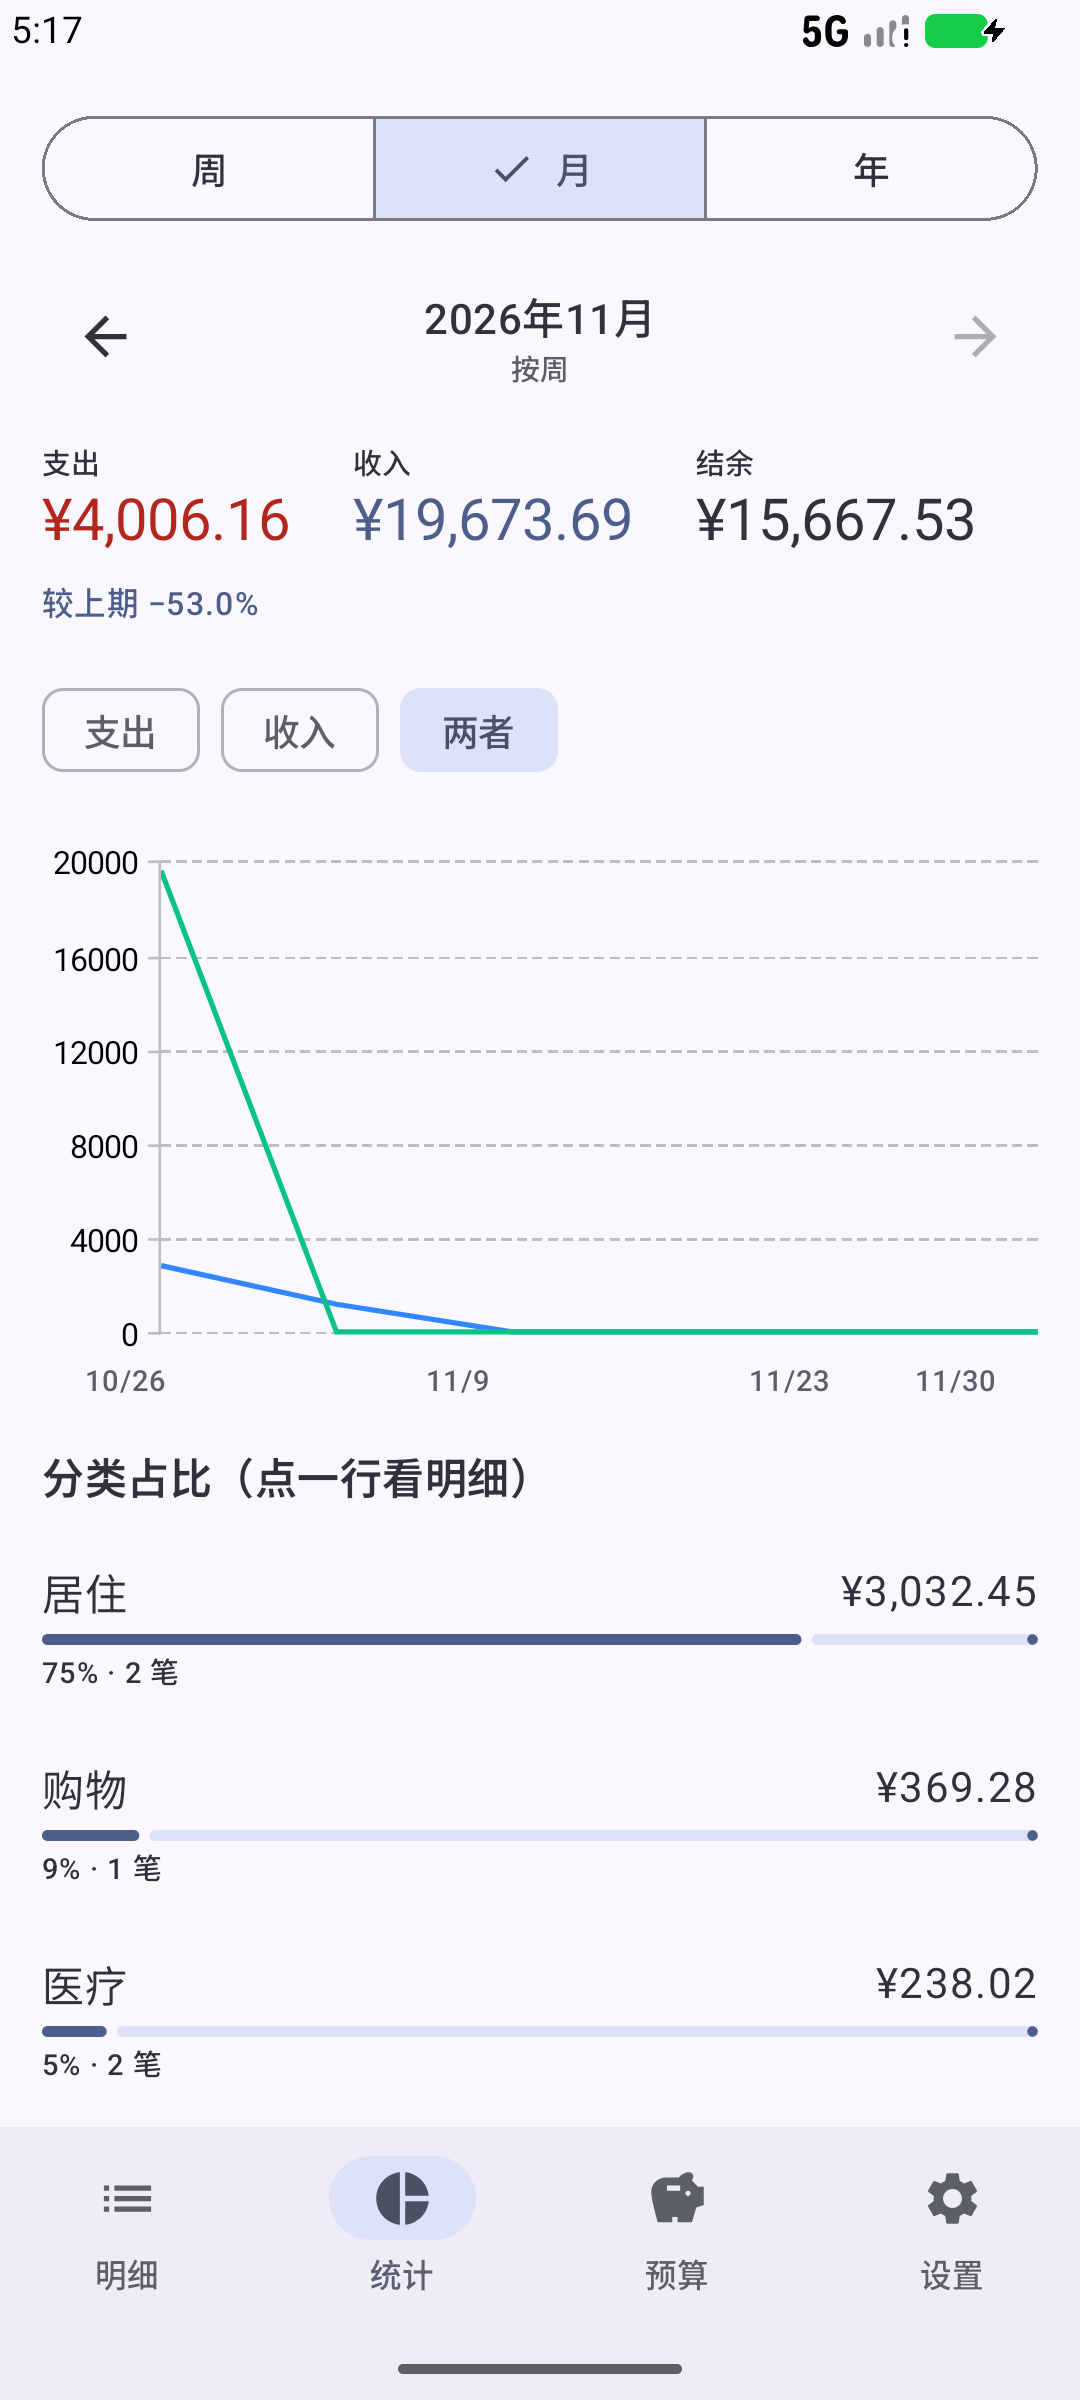 5:17 5G
周 月 年
2026年11月
按周
支出 收入 结余
¥4,006.16 ¥19,673.69 ¥15,667.53
较上期 −53.0%
支出 收入 两者
20000
16000
12000
8000
4000
0
10/26 11/9 11/23 11/30
分类占比（点一行看明细）
居住 ¥3,032.45
75% · 2 笔
购物 ¥369.28
9% · 1 笔
医疗 ¥238.02
5% · 2 笔
明细 统计 预算 设置